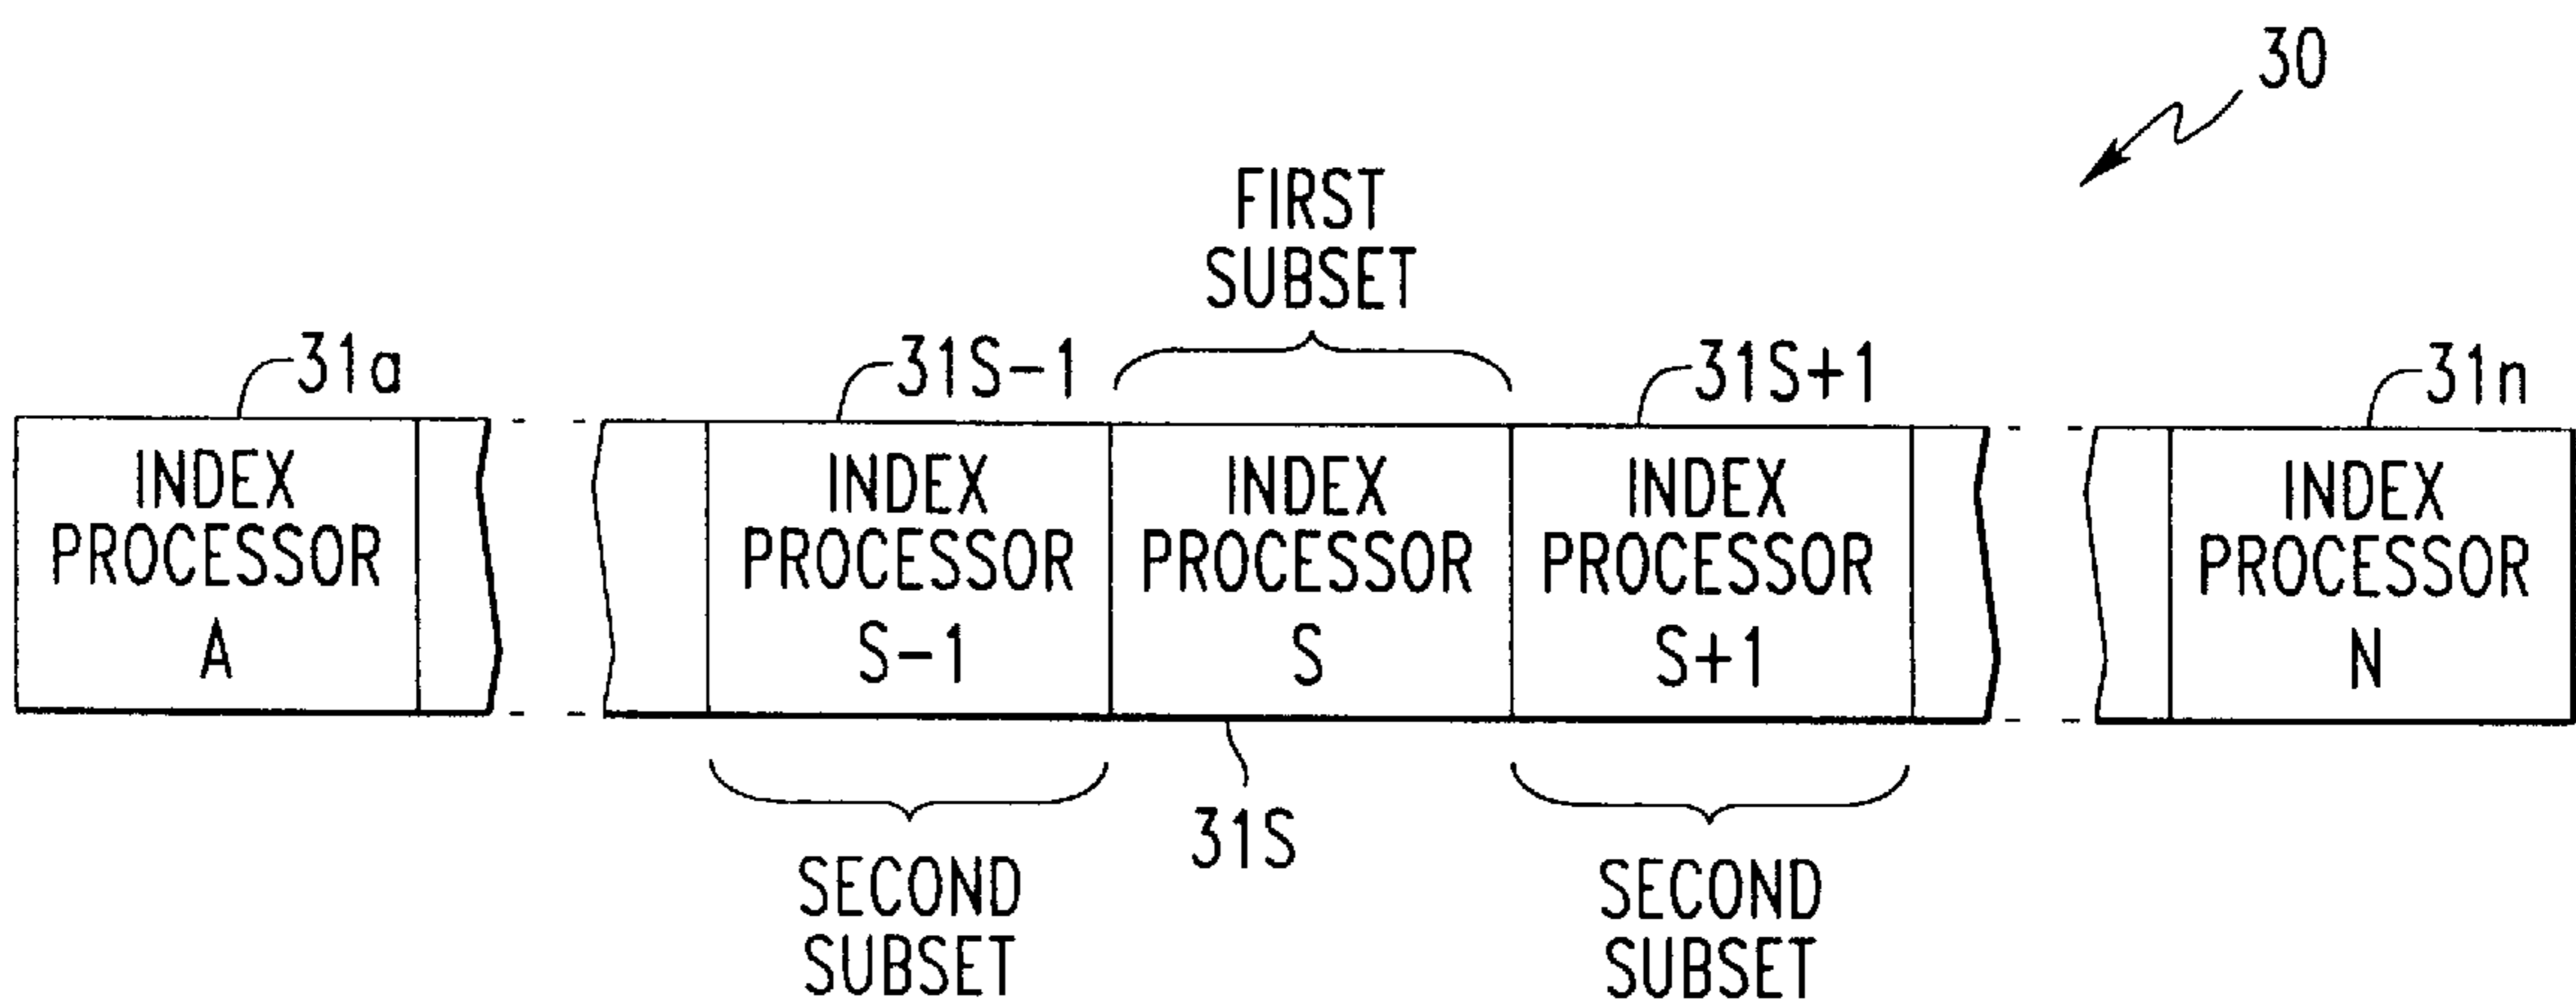 30
FIRST
SUBSET
31a
31S-1
31S+1
31n
INDEX
PROCESSOR
A
INDEX
PROCESSOR
S-1
INDEX
PROCESSOR
S
INDEX
PROCESSOR
S+1
INDEX
PROCESSOR
N
31S
SECOND
SUBSET
SECOND
SUBSET